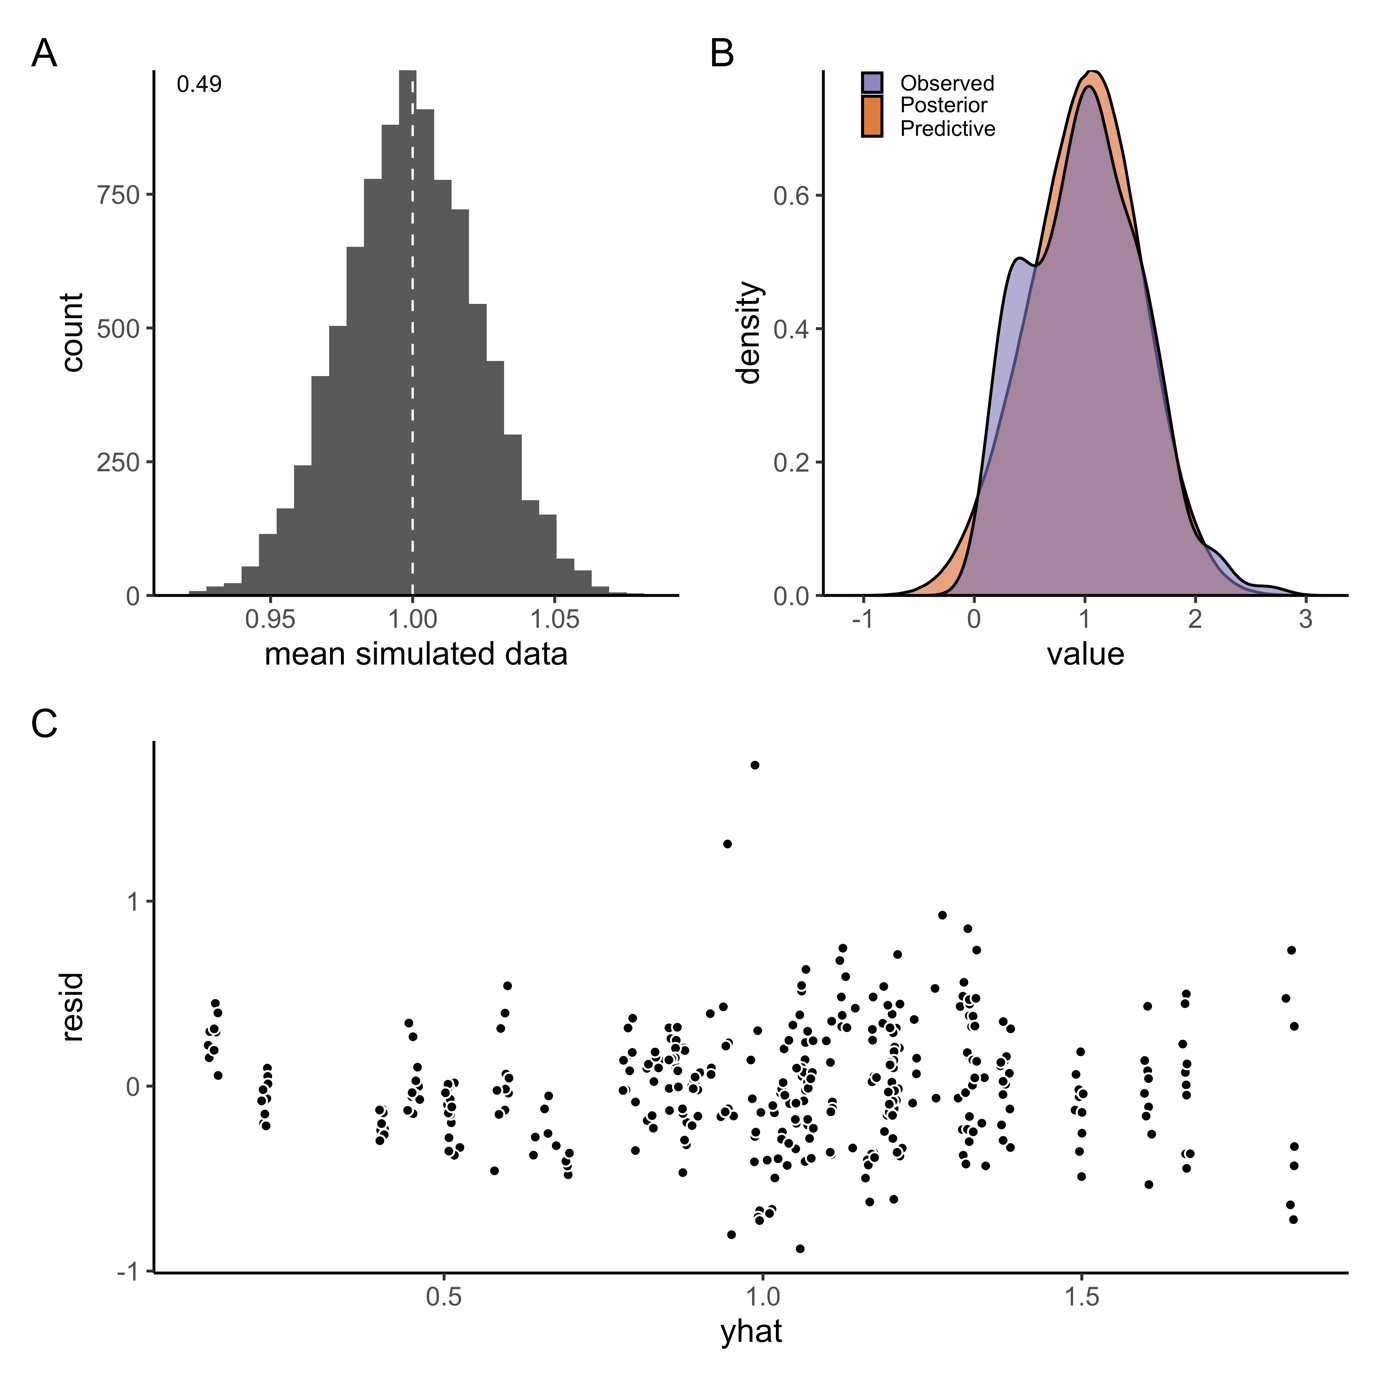 A
0.49
750
500
250
0
count
0.95 1.00 1.05
mean simulated data
B
Observed
Posterior
Predictive
0.6
0.4
0.2
0.0
density
-1 0 1 2 3
value
C
1
0
-1
resid
0.5 1.0 1.5
yhat